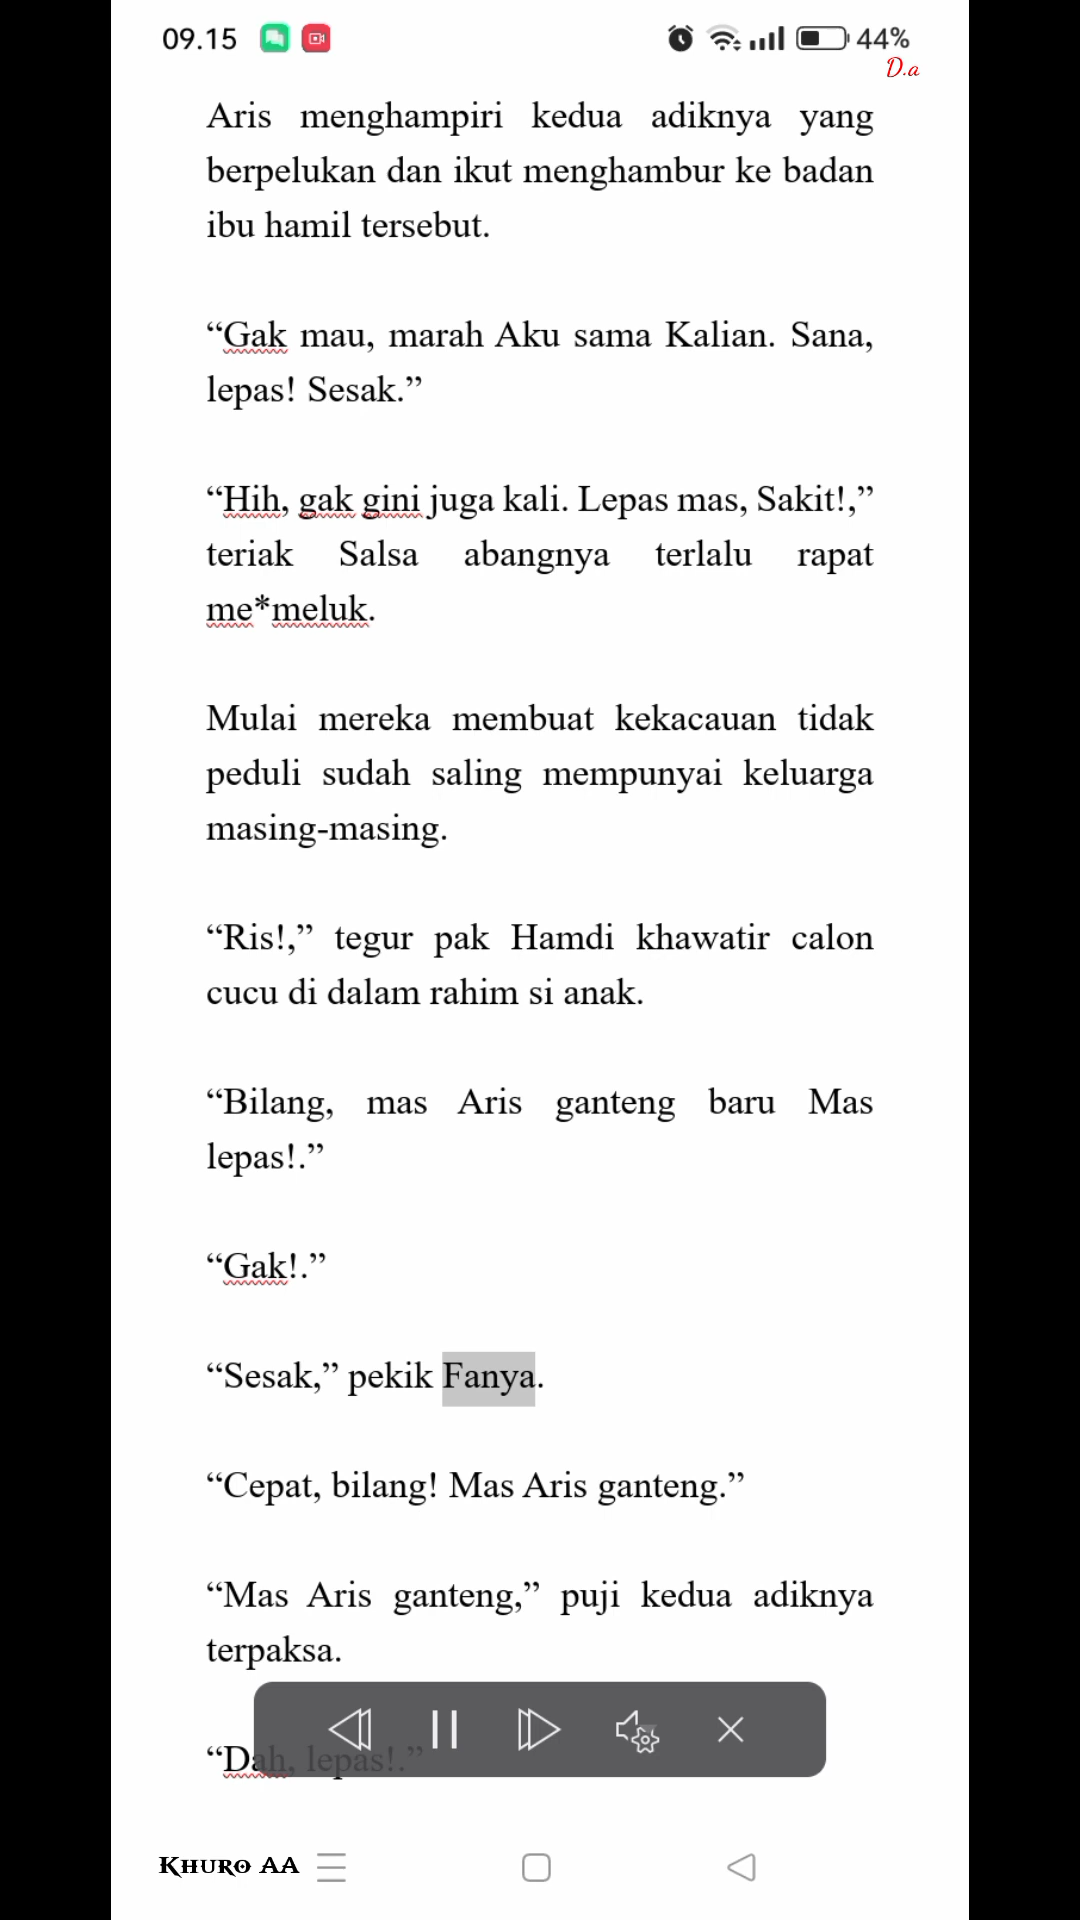 09.15
44%
D.a
Aris menghampiri kedua adiknya yang
berpelukan dan ikut menghambur ke badan
ibu hamil tersebut.
“Gak mau, marah Aku sama Kalian. Sana,
lepas! Sesak.”
“Hih, gak gini juga kali. Lepas mas, Sakit!,”
teriak Salsa abangnya terlalu rapat
me*meluk.
Mulai mereka membuat kekacauan tidak
peduli sudah saling mempunyai keluarga
masing-masing.
“Ris!,” tegur pak Hamdi khawatir calon
cucu di dalam rahim si anak.
“Bilang, mas Aris ganteng baru Mas
lepas!.”
“Gak!.”
“Sesak,” pekik Fanya.
“Cepat, bilang! Mas Aris ganteng.”
“Mas Aris ganteng,” puji kedua adiknya
terpaksa.
“Dah, lepas!.”
Khuro AA